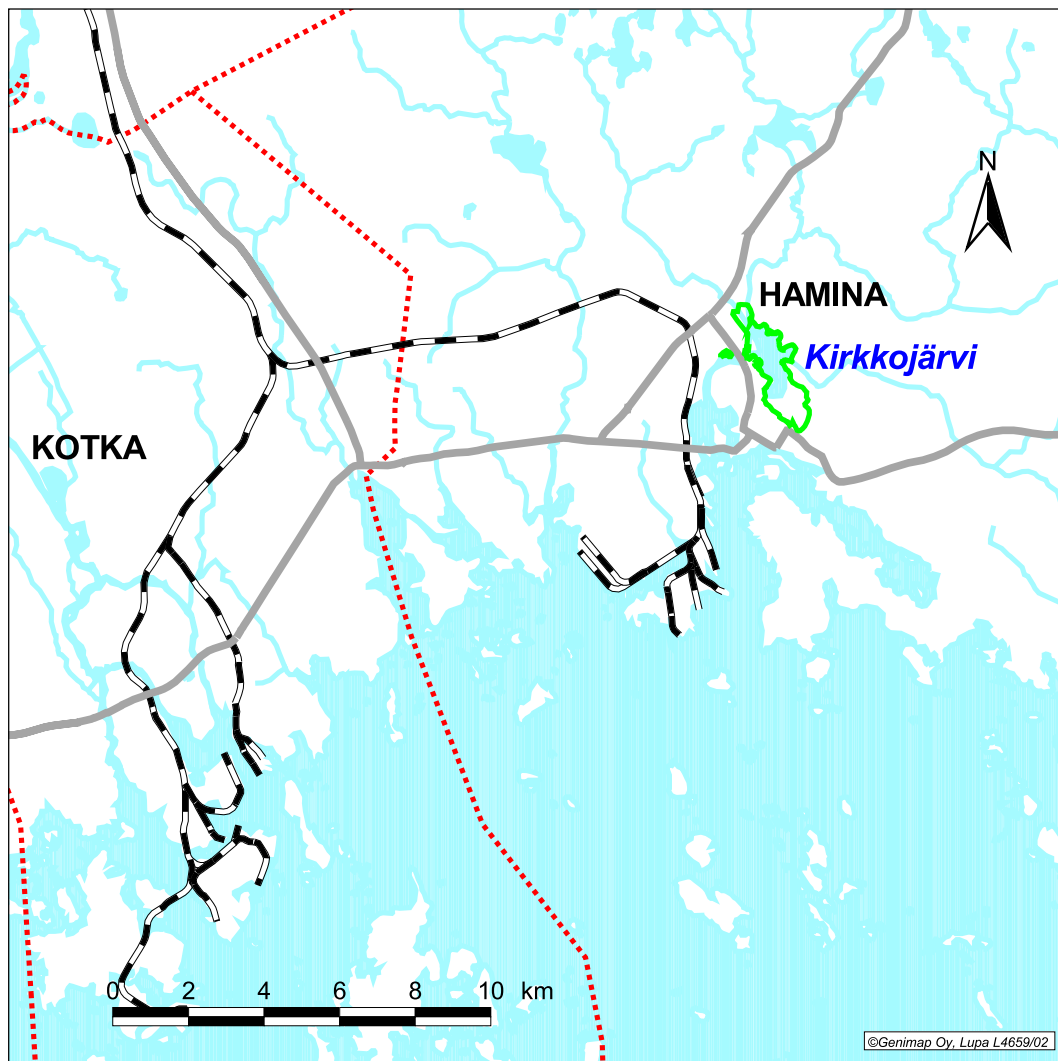 N
HAMINA
Kirkkojärvi
KOTKA
0 2 4 6 8 10 km
©Genimap Oy, Lupa L4659/02